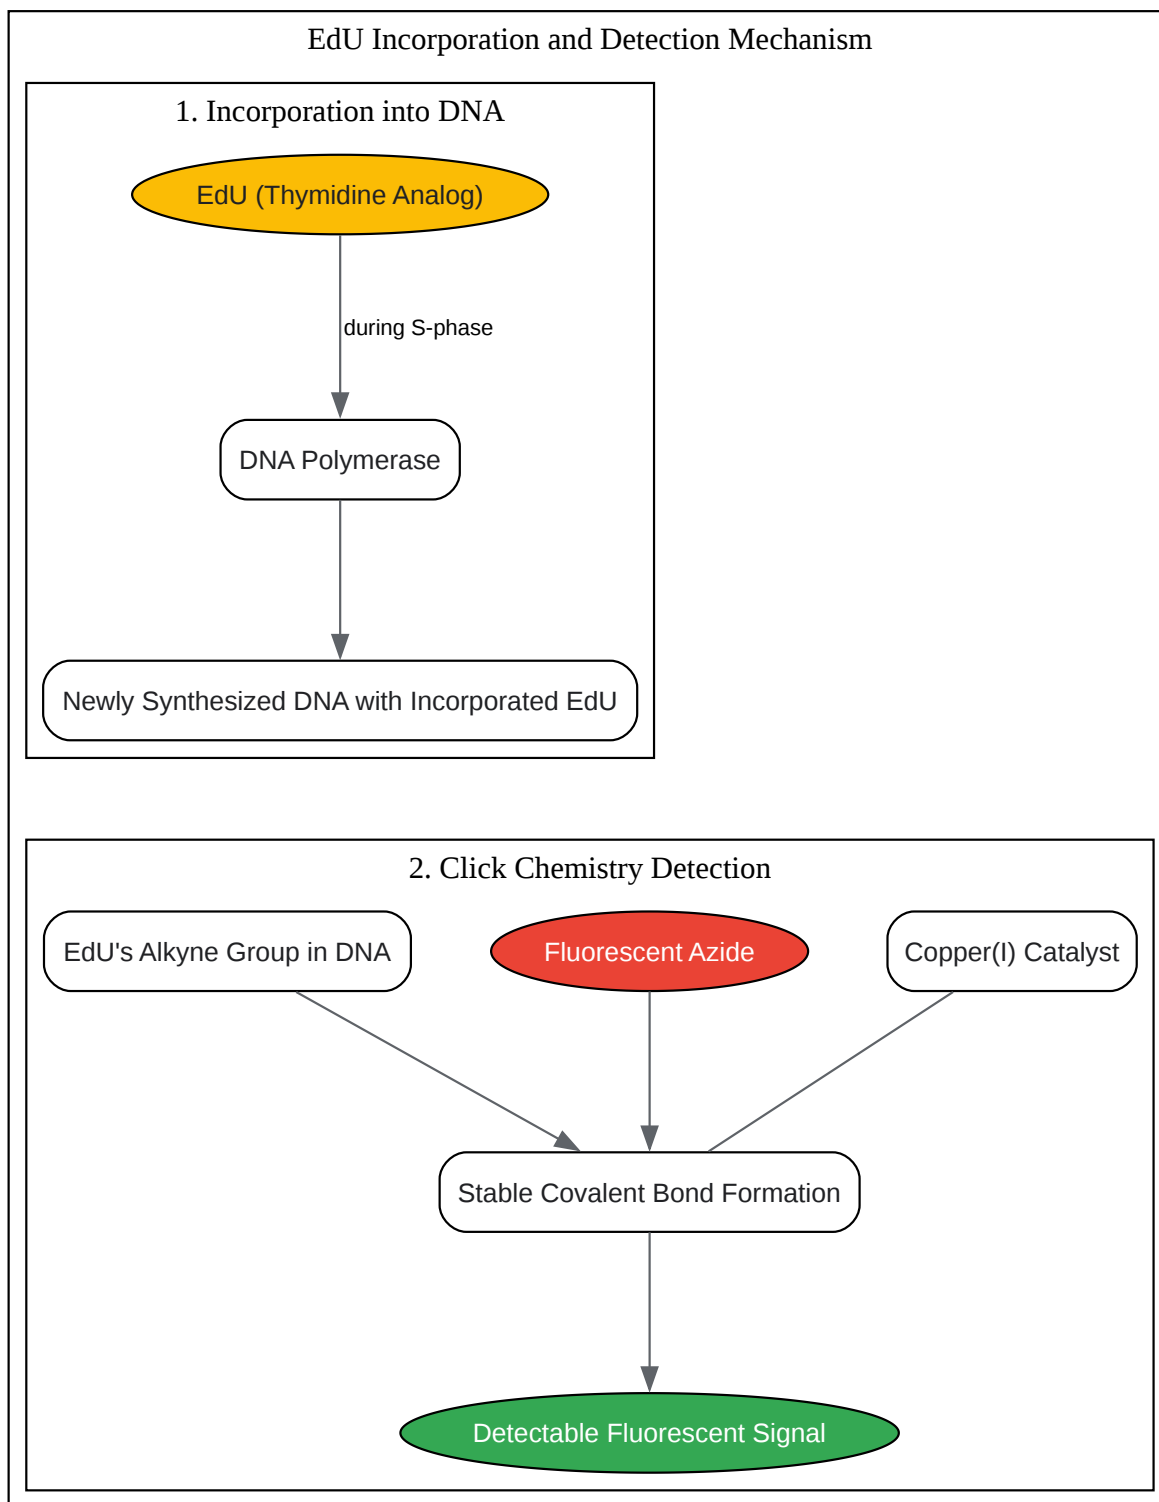 EdU Incorporation and Detection Mechanism
1. Incorporation into DNA
EdU (Thymidine Analog)
during S-phase
DNA Polymerase
Newly Synthesized DNA with Incorporated EdU
2. Click Chemistry Detection
EdU's Alkyne Group in DNA
Fluorescent Azide
Copper(I) Catalyst
Stable Covalent Bond Formation
Detectable Fluorescent Signal